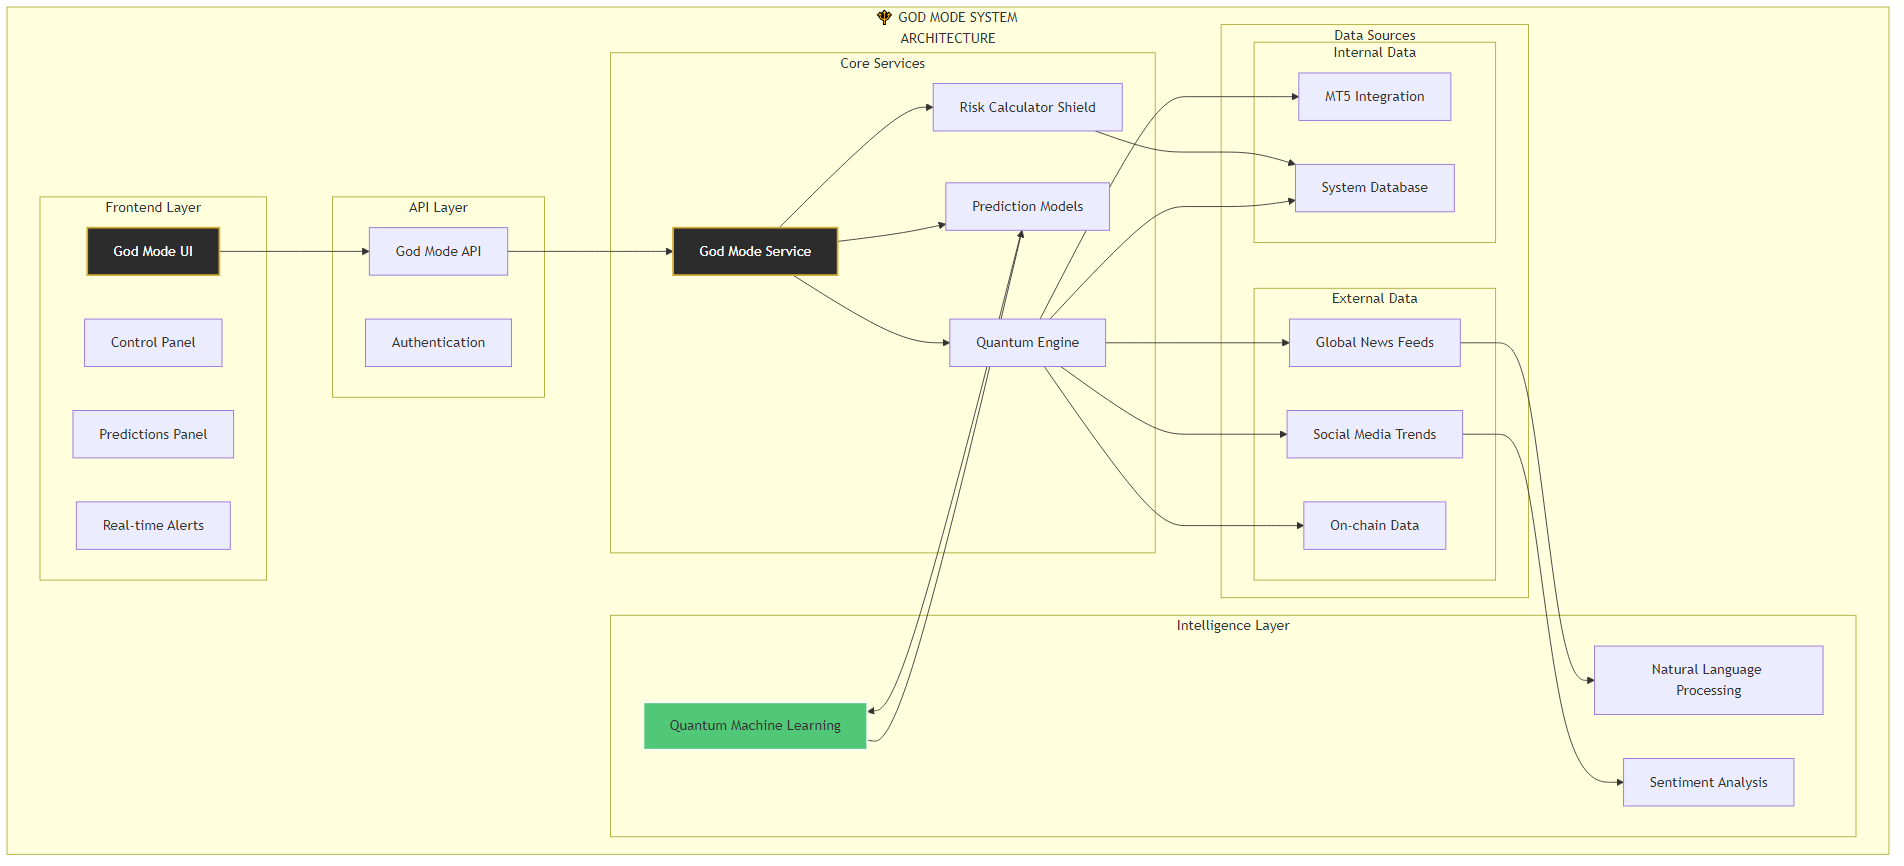 GOD MODE SYSTEM
ARCHITECTURE
Frontend Layer
God Mode UI
Control Panel
Predictions Panel
Real-time Alerts
API Layer
God Mode API
Authentication
Core Services
Risk Calculator Shield
Prediction Models
God Mode Service
Quantum Engine
Data Sources
Internal Data
MT5 Integration
System Database
External Data
Global News Feeds
Social Media Trends
On-chain Data
Intelligence Layer
Quantum Machine Learning
Natural Language
Processing
Sentiment Analysis